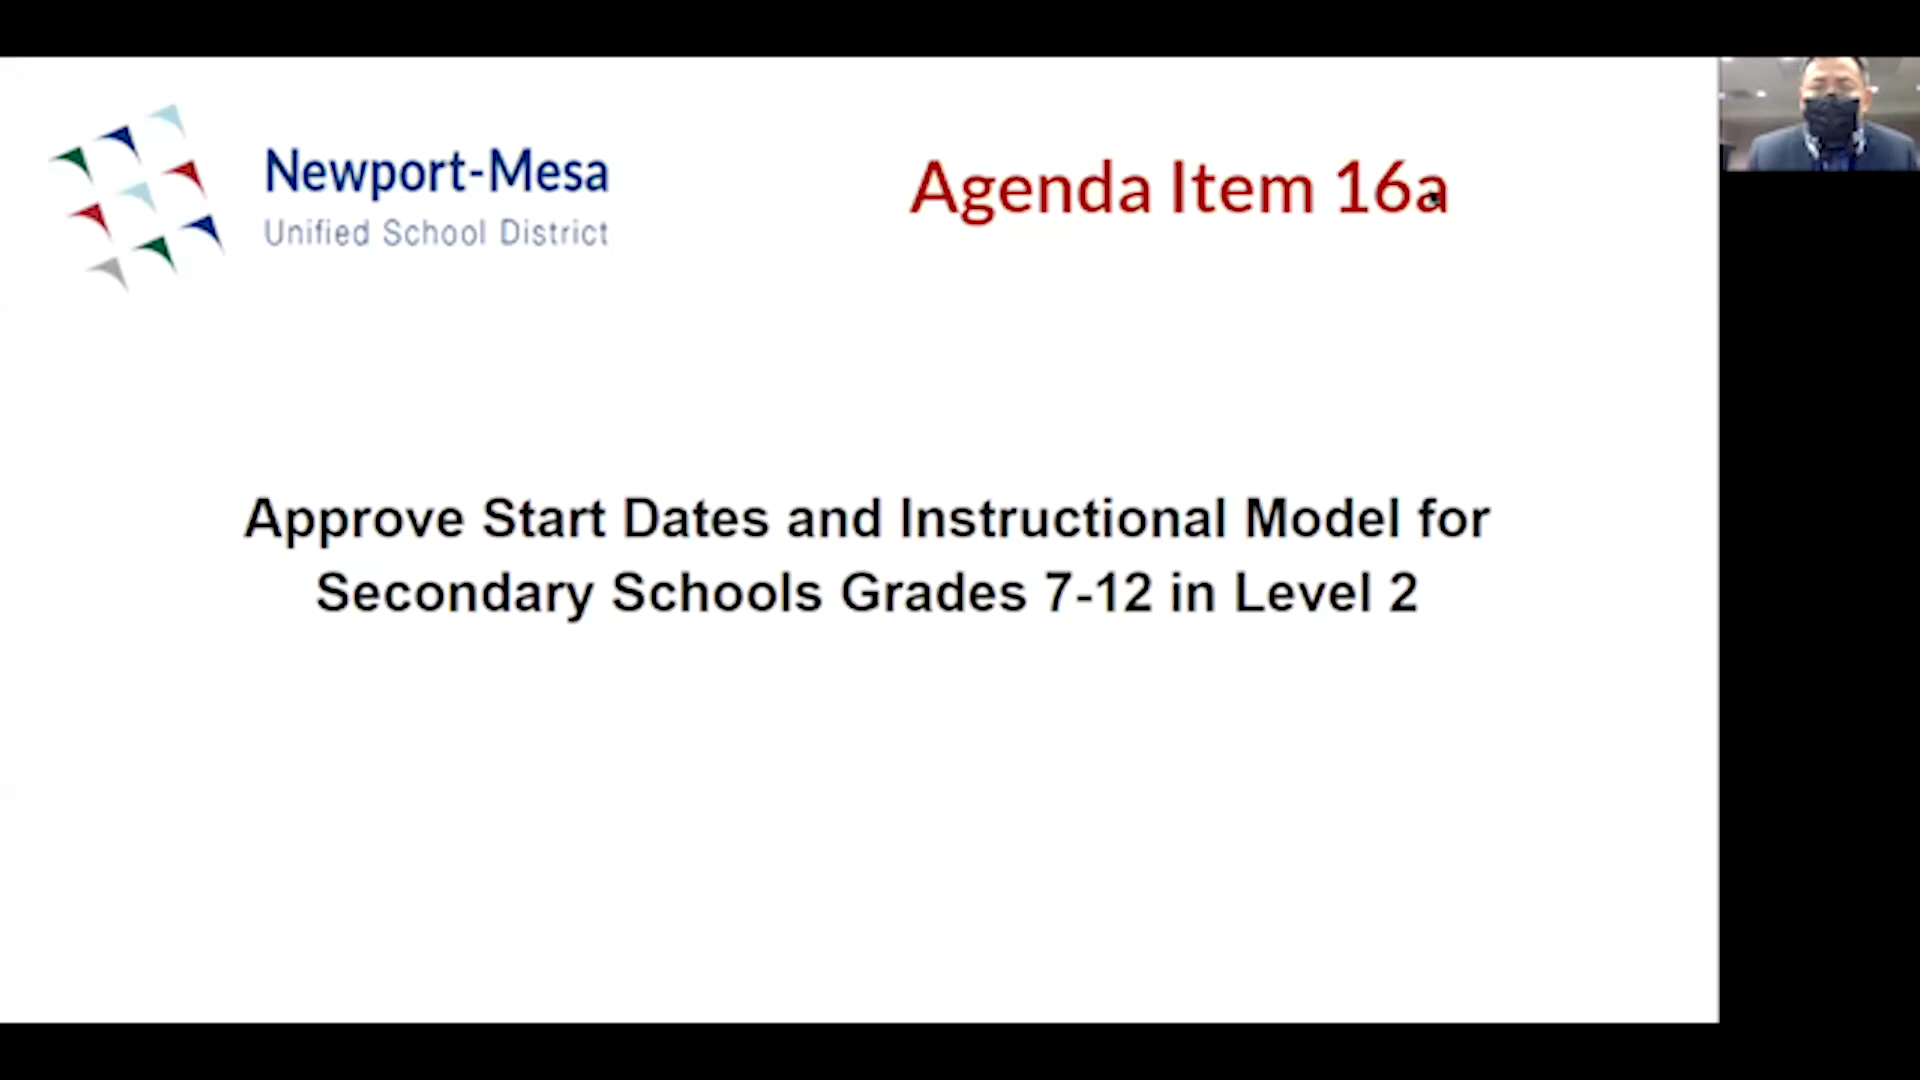 Newport-Mesa
Unified School District
Agenda Item 16a
Approve Start Dates and Instructional Model for
Secondary Schools Grades 7-12 in Level 2